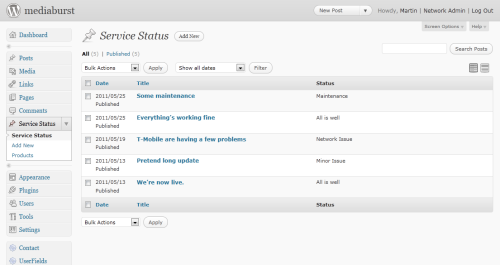 mediaburst
New Post
Howdy, Martin | Network Admin | Log Out
Screen Options
Help
Dashboard
Posts
Media
Links
Pages
Comments
Service Status
Service Status
Add New
Products
Appearance
Plugins
Users
Tools
Settings
Contact
UserFields
Service Status
Add New
All (5) | Published (5)
Search Posts
Bulk Actions
Apply
Show all dates
Filter
Date Title Status
2011/05/25 Some maintenance Maintenance
Published
2011/05/25 Everything's working fine All is well
Published
2011/05/19 T-Mobile are having a few problems Network Issue
Published
2011/05/13 Pretend long update Minor Issue
Published
2011/05/13 We're now live. All is well
Published
Date Title Status
Bulk Actions
Apply